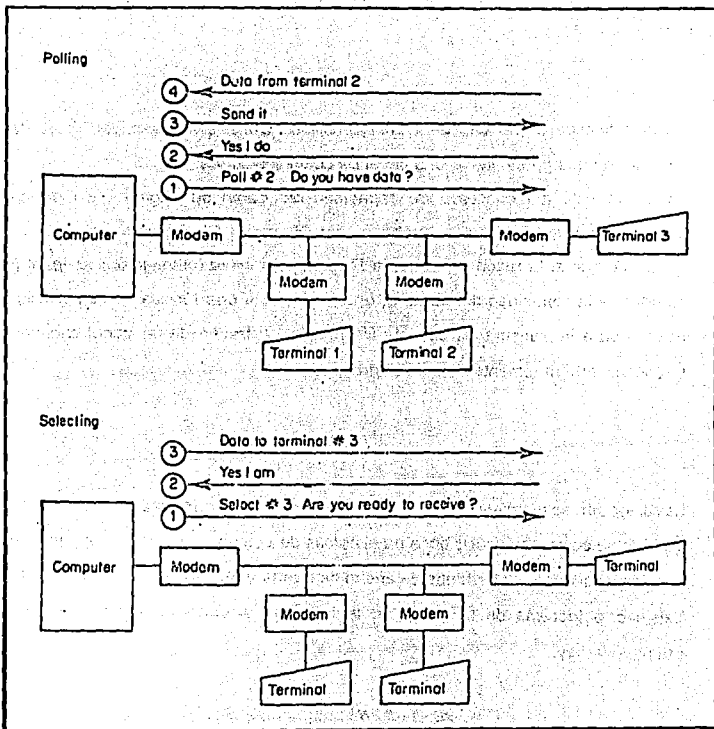 Polling
4 Data from terminal 2
3 Send it
2 Yes I do
1 Poll #2 Do you have data?
Computer
Modem
Modem
Terminal 3
Modem
Modem
Terminal 1
Terminal 2
Selecting
3 Data to terminal # 3
2 Yes I am
1 Select # 3 Are you ready to receive?
Computer
Modem
Modem
Terminal
Modem
Modem
Terminal
Terminal